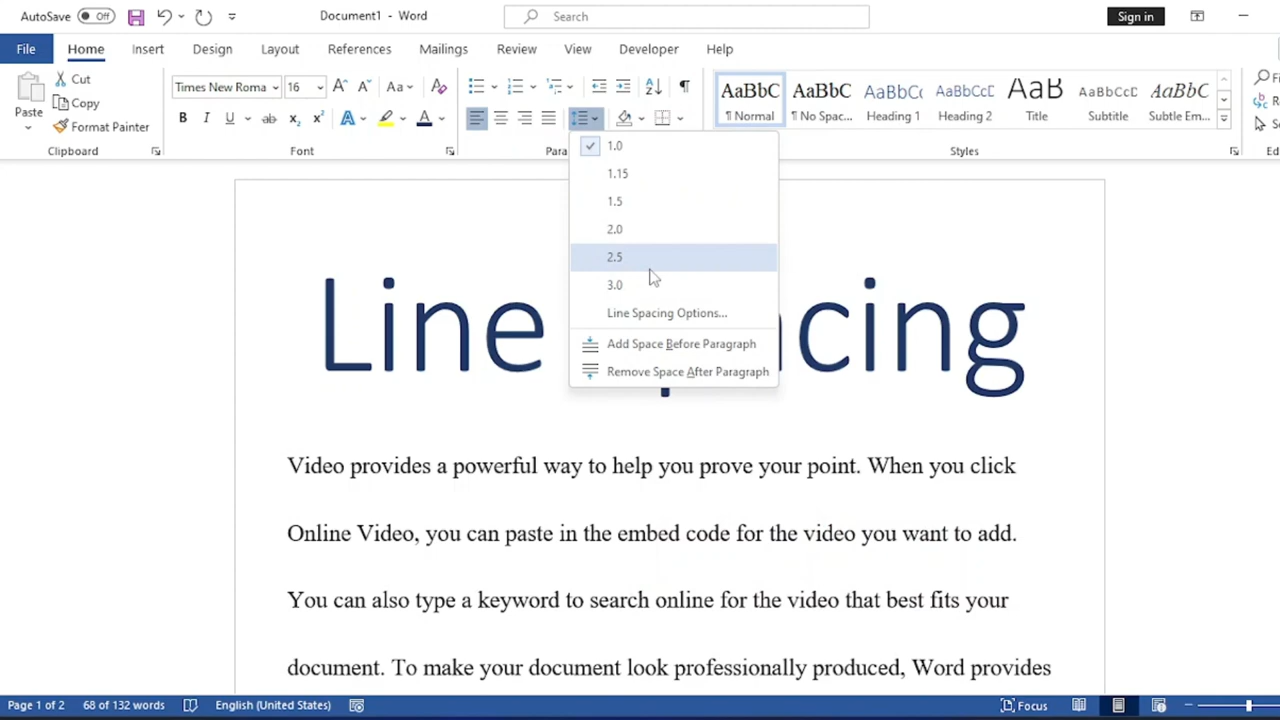 AutoSave Off Document1 - Word Search Sign in
File Home Insert Design Layout References Mailings Review View Developer Help
Paste Cut Copy Format Painter
Clipboard
Times New Roma 16 Aa
B I U ab x₂ x² A A
Font
Para
AaBbC ¶ Normal
AaBbC ¶ No Spac...
AaBbC Heading 1
AaBbC Heading 2
AaB Title
AaBbCc Subtitle
AaBbC Subtle Em...
Styles
1.0
1.15
1.5
2.0
2.5
3.0
Line Spacing Options...
Add Space Before Paragraph
Remove Space After Paragraph
Line pacing
Video provides a powerful way to help you prove your point. When you click
Online Video, you can paste in the embed code for the video you want to add.
You can also type a keyword to search online for the video that best fits your
document. To make your document look professionally produced, Word provides
Page 1 of 2 68 of 132 words English (United States) Focus